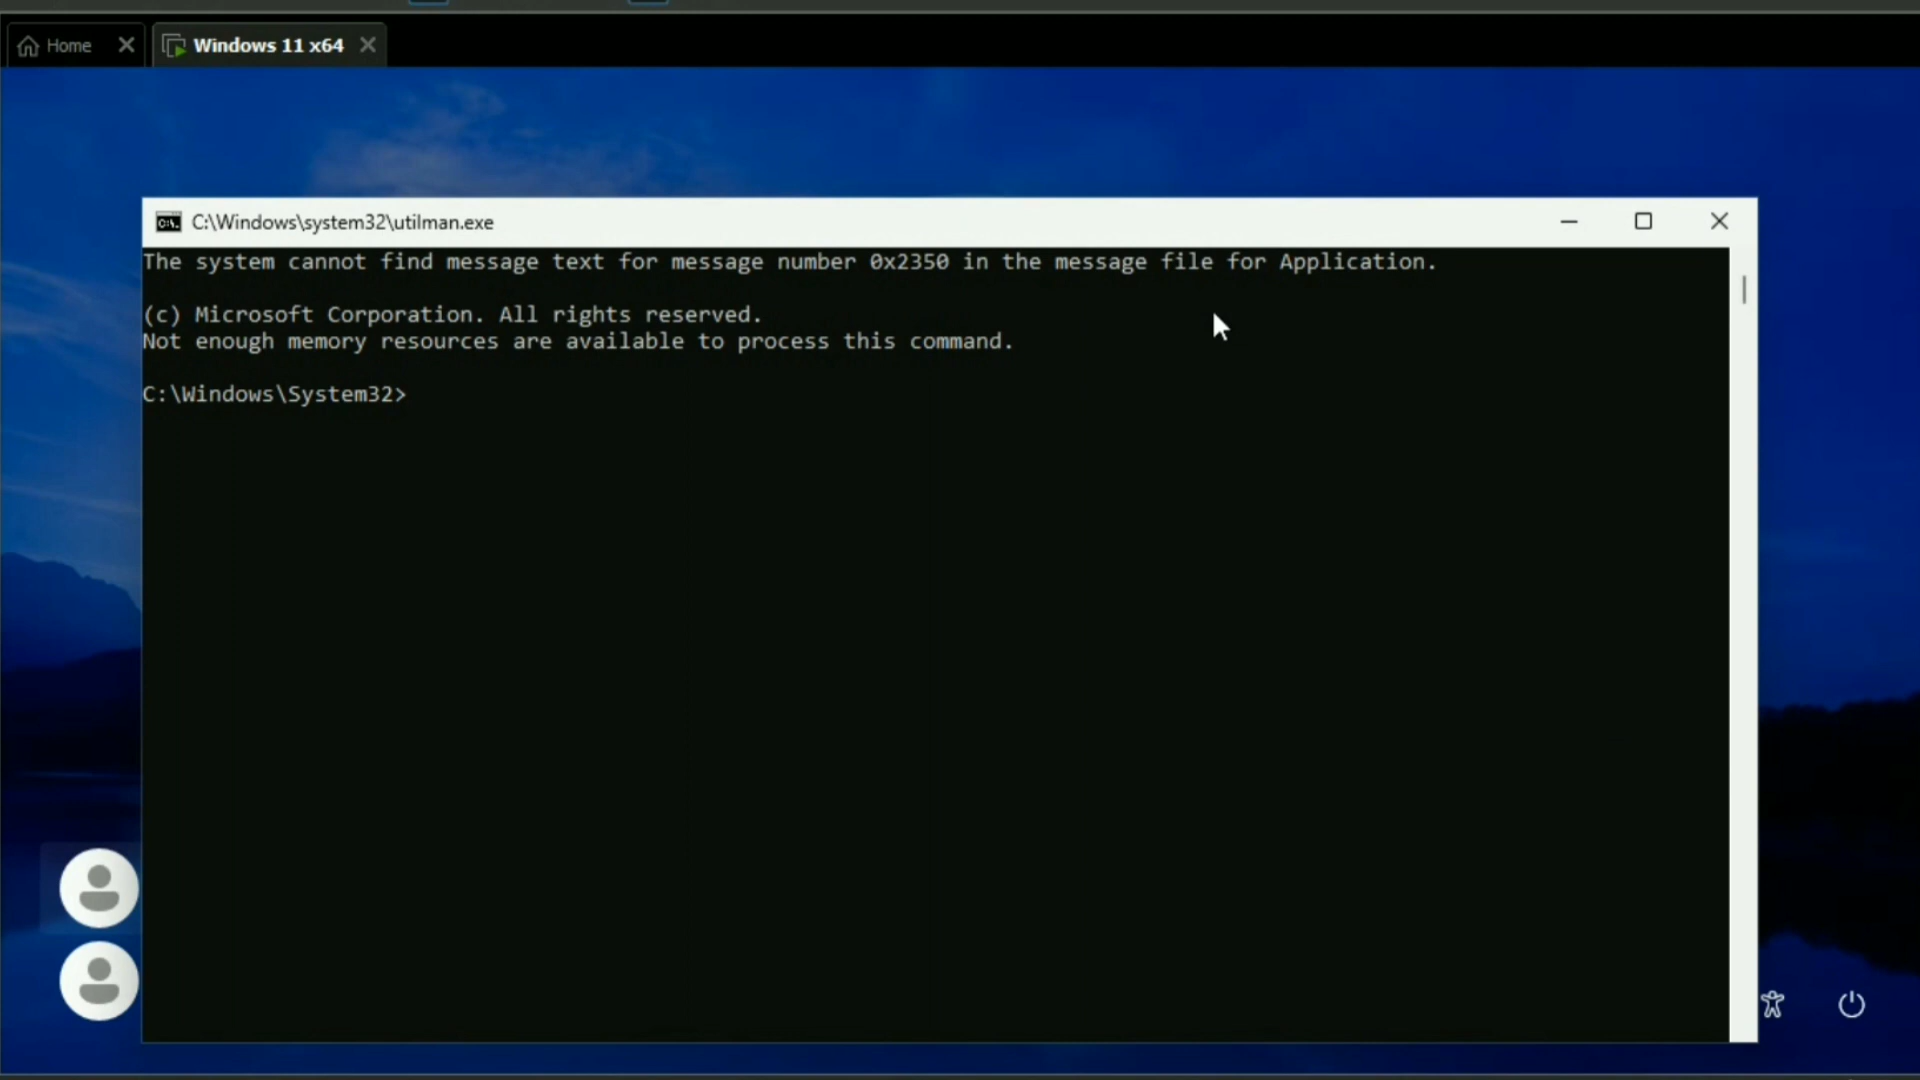 Home
Windows 11 x64
C:\Windows\system32\utilman.exe
The system cannot find message text for message number 0x2350 in the message file for Application.
(c) Microsoft Corporation. All rights reserved.
Not enough memory resources are available to process this command.
C:\Windows\System32>